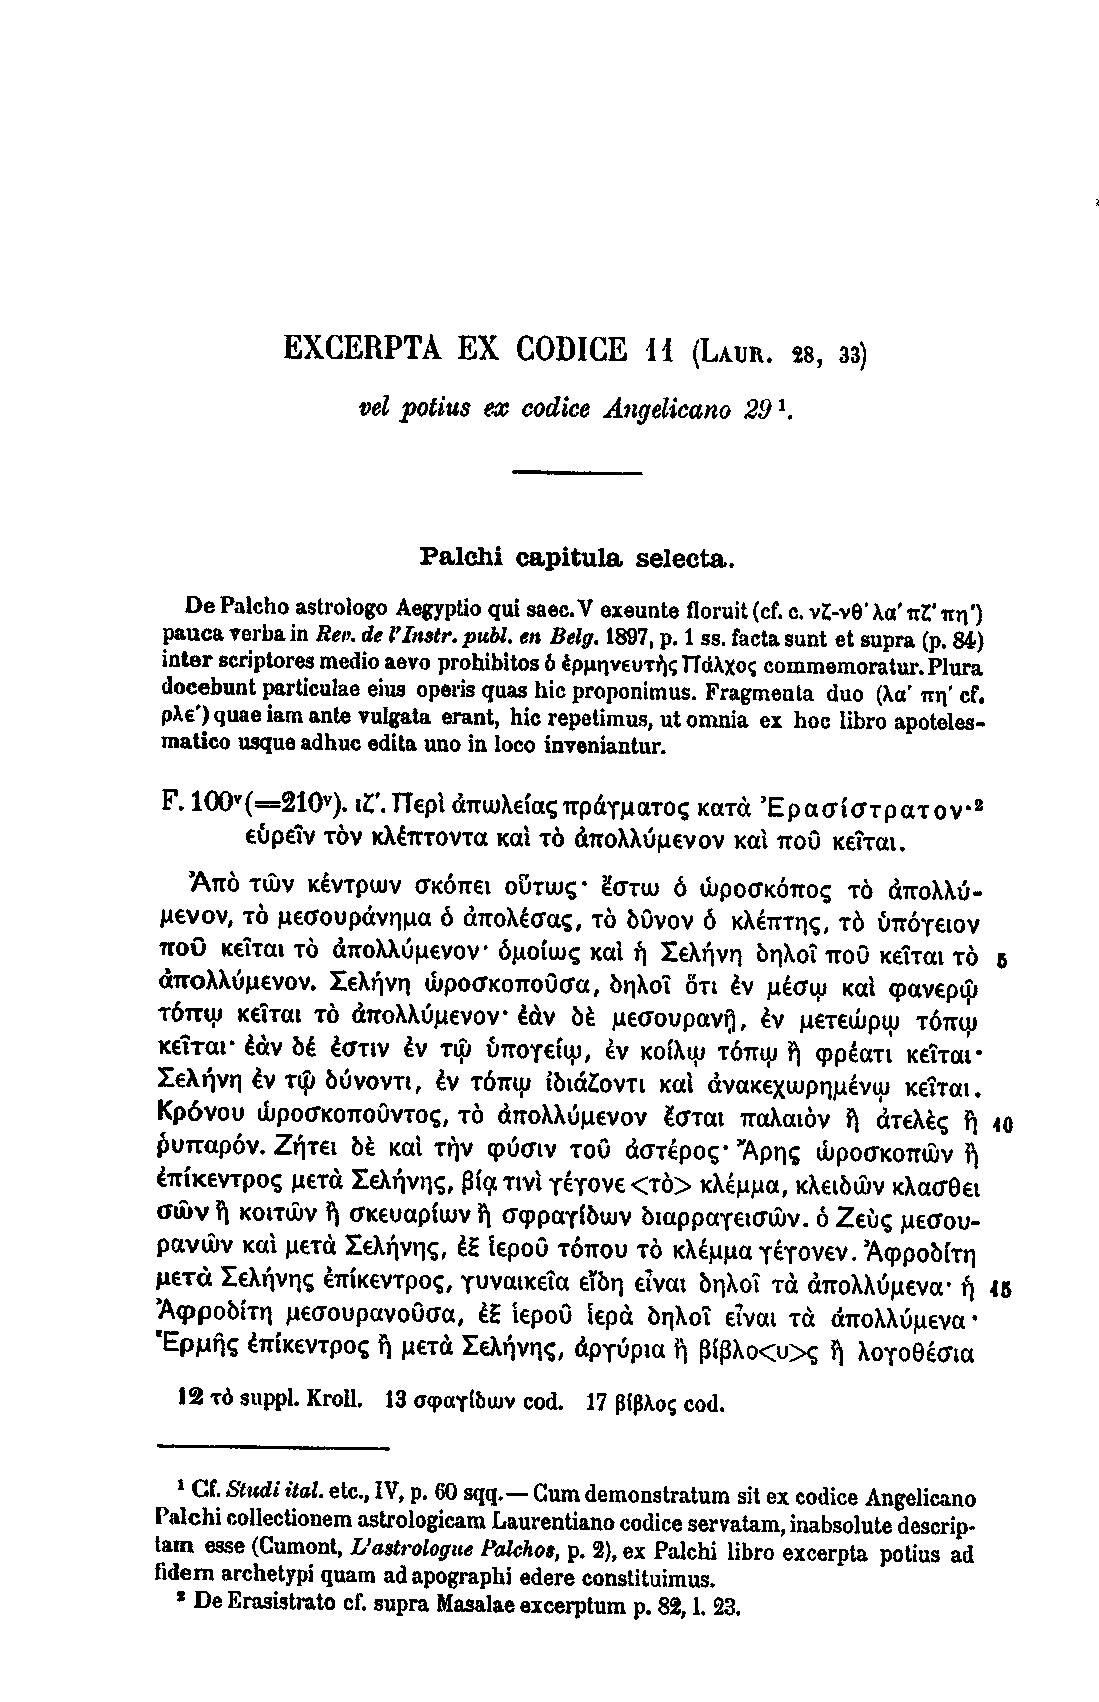 EXCERPTA EX CODICE 11 (LAUR. 28, 33)
vel potius ex codice Angelicano 29 ¹.
Palchi capitula selecta.
De Palcho astrologo Aegyptio qui saec. V exeunte floruit (cf. c. νζ-νθ' λα' πζ' πη')
pauca verba in Rev. de l'Instr. publ. en Belg. 1897, p. 1 ss. facta sunt et supra (p. 84)
inter scriptores medio aevo prohibitos ὁ ἑρμηνευτὴς Πάλχος commemoratur. Plura
docebunt particulae eius operis quas hic proponimus. Fragmenta duo (λα' πη' cf.
ρλε') quae iam ante vulgata erant, hic repetimus, ut omnia ex hoc libro apoteles-
matico usque adhuc edita uno in loco inveniantur.
F. 100ᵛ (=210ᵛ). ιζ'. Περὶ ἀπωλείας πράγματος κατὰ Ἐρασίστρατον·²
εὑρεῖν τὸν κλέπτοντα καὶ τὸ ἀπολλύμενον καὶ ποῦ κεῖται.
Ἀπὸ τῶν κέντρων σκόπει οὕτως· ἔστω ὁ ὡροσκόπος τὸ ἀπολλύ-
μενον, τὸ μεσουράνημα ὁ ἀπολέσας, τὸ δῦνον ὁ κλέπτης, τὸ ὑπόγειον
ποῦ κεῖται τὸ ἀπολλύμενον· ὁμοίως καὶ ἡ Σελήνη δηλοῖ ποῦ κεῖται τὸ 5
ἀπολλύμενον. Σελήνη ὡροσκοποῦσα, δηλοῖ ὅτι ἐν μέσῳ καὶ φανερῷ
τόπῳ κεῖται τὸ ἀπολλύμενον· ἐὰν δὲ μεσουρανῇ, ἐν μετεώρῳ τόπῳ
κεῖται· ἐὰν δέ ἐστιν ἐν τῷ ὑπογείῳ, ἐν κοίλῳ τόπῳ ἢ φρέατι κεῖται·
Σελήνη ἐν τῷ δύνοντι, ἐν τόπῳ ἰδιάζοντι καὶ ἀνακεχωρημένῳ κεῖται.
Κρόνου ὡροσκοποῦντος, τὸ ἀπολλύμενον ἔσται παλαιὸν ἢ ἀτελὲς ἢ 10
ῥυπαρόν. Ζήτει δὲ καὶ τὴν φύσιν τοῦ ἀστέρος· Ἄρης ὡροσκοπῶν ἢ
ἐπίκεντρος μετὰ Σελήνης, βίᾳ τινὶ γέγονε <τὸ> κλέμμα, κλειδῶν κλασθει
σῶν ἢ κοιτῶν ἢ σκευαρίων ἢ σφραγίδων διαρραγεισῶν. ὁ Ζεὺς μεσου-
ρανῶν καὶ μετὰ Σελήνης, ἐξ ἱεροῦ τόπου τὸ κλέμμα γέγονεν. Ἀφροδίτη
μετὰ Σελήνης ἐπίκεντρος, γυναικεῖα εἴδη εἶναι δηλοῖ τὰ ἀπολλύμενα· ἡ 15
Ἀφροδίτη μεσουρανοῦσα, ἐξ ἱεροῦ ἱερὰ δηλοῖ εἶναι τὰ ἀπολλύμενα·
Ἑρμῆς ἐπίκεντρος ἢ μετὰ Σελήνης, ἀργύρια ἢ βίβλο<υ>ς ἢ λογοθέσια
12 τὸ suppl. Kroll. 13 σφαγίδων cod. 17 βίβλος cod.
¹ Cf. Studi ital. etc., IV, p. 60 sqq.— Cum demonstratum sit ex codice Angelicano
Palchi collectionem astrologicam Laurentiano codice servatam, inabsolute descrip-
tam esse (Cumont, L'astrologue Palchos, p. 2), ex Palchi libro excerpta potius ad
fidem archetypi quam ad apographi edere constituimus.
² De Erasistrato cf. supra Masalae excerptum p. 82, l. 23.